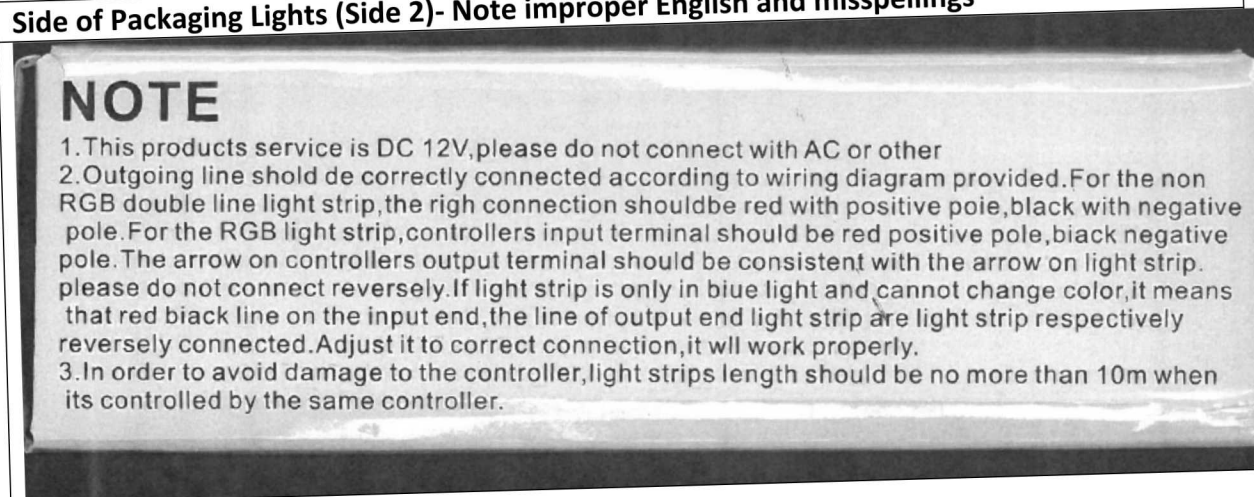 Side of Packaging Lights (Side 2)- Note improper English and misspellings
NOTE
1.This products service is DC 12V,please do not connect with AC or other
2.Outgoing line shold de correctly connected according to wiring diagram provided.For the non
RGB double line light strip,the righ connection shouldbe red with positive poie,black with negative
pole.For the RGB light strip,controllers input terminal should be red positive pole,biack negative
pole.The arrow on controllers output terminal should be consistent with the arrow on light strip.
please do not connect reversely.If light strip is only in biue light and cannot change color,it means
that red biack line on the input end,the line of output end light strip are light strip respectively
reversely connected.Adjust it to correct connection,it wll work properly.
3.In order to avoid damage to the controller,light strips length should be no more than 10m when
its controlled by the same controller.